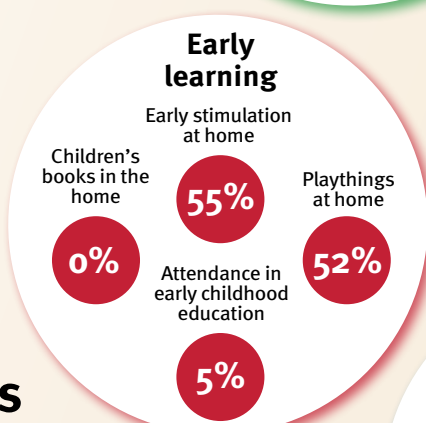 Early
learning
Early stimulation
at home
55%
Children’s
books in the
home
0%
Playthings
at home
52%
Attendance in
early childhood
education
5%
s